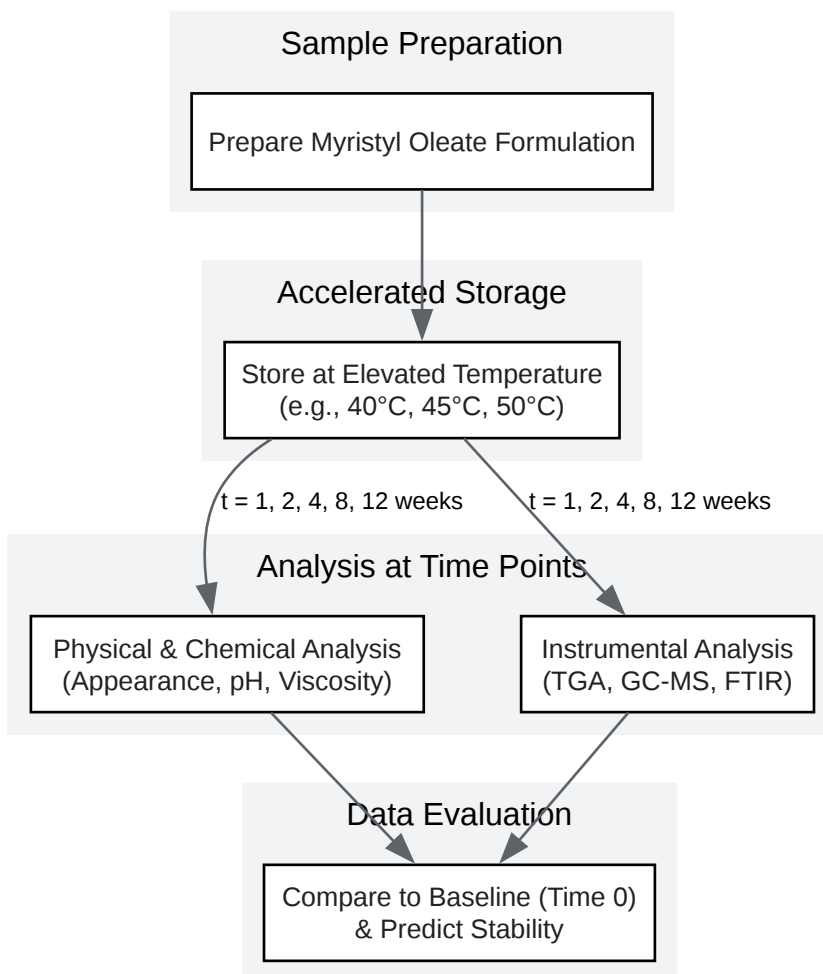 Sample Preparation
Prepare Myristyl Oleate Formulation
Accelerated Storage
Store at Elevated Temperature
(e.g., 40°C, 45°C, 50°C)
t = 1, 2, 4, 8, 12 weeks
t = 1, 2, 4, 8, 12 weeks
Analysis at Time Points
Physical & Chemical Analysis
(Appearance, pH, Viscosity)
Instrumental Analysis
(TGA, GC-MS, FTIR)
Data Evaluation
Compare to Baseline (Time 0)
& Predict Stability